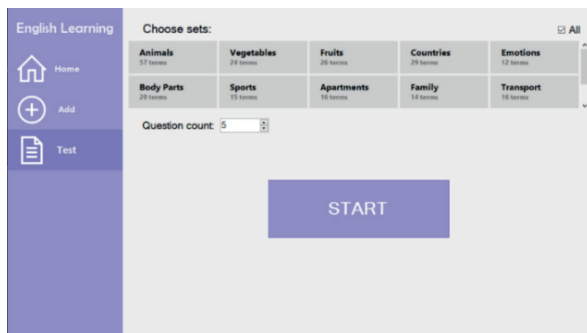 English Learning
Home
Add
Test
Choose sets:
All
Animals
57 terms
Vegetables
24 terms
Fruits
26 terms
Countries
29 terms
Emotions
12 terms
Body Parts
20 terms
Sports
15 terms
Apartments
16 terms
Family
14 terms
Transport
16 terms
Question count: 5
START